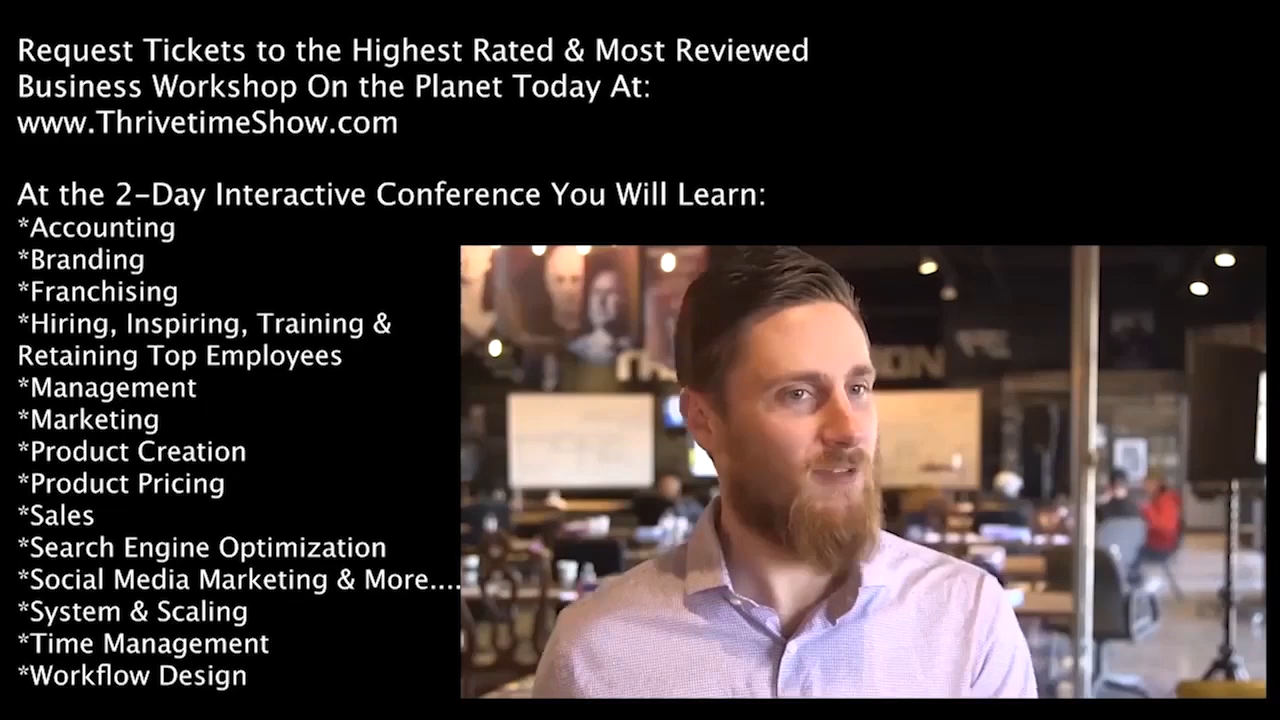 Request Tickets to the Highest Rated & Most Reviewed
Business Workshop On the Planet Today At:
www.ThrivetimeShow.com
At the 2-Day Interactive Conference You Will Learn:
*Accounting
*Branding
*Franchising
*Hiring, Inspiring, Training &
Retaining Top Employees
*Management
*Marketing
*Product Creation
*Product Pricing
*Sales
*Search Engine Optimization
*Social Media Marketing & More....
*System & Scaling
*Time Management
*Workflow Design